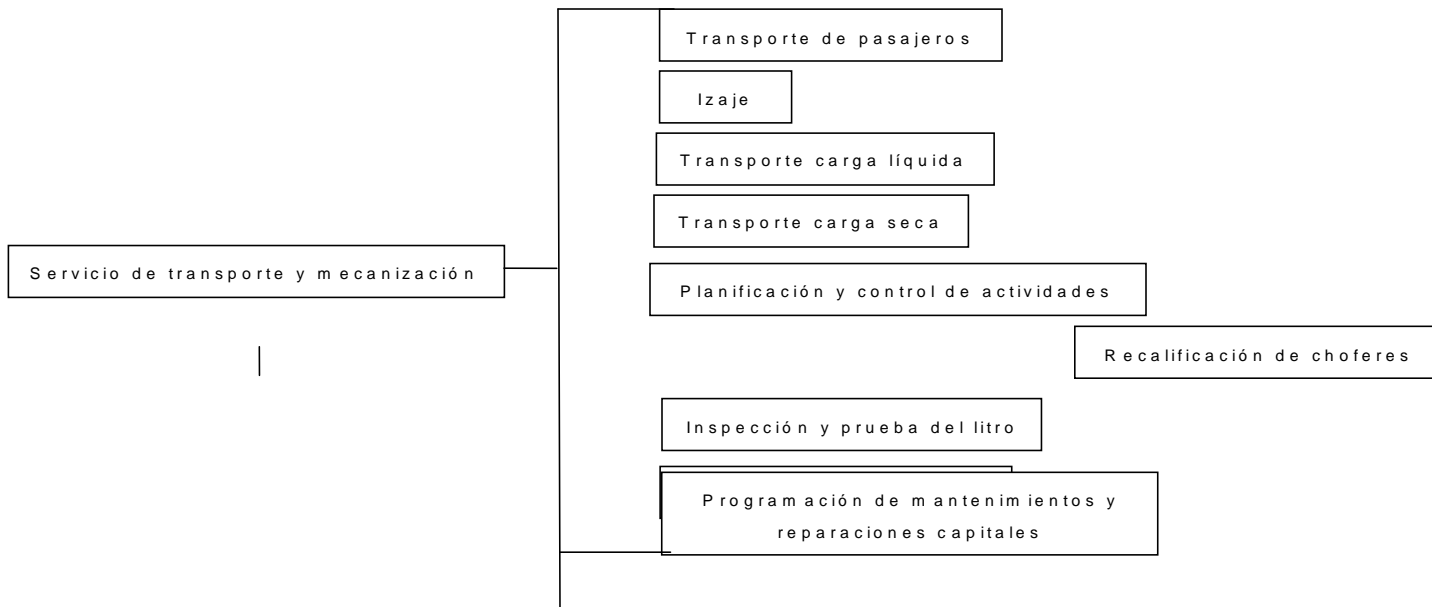 Transporte de pasajeros
Izaje
Transporte carga líquida
Transporte carga seca
Servicio de transporte y mecanización
Planificación y control de actividades
Recalificación de choferes
Inspección y prueba del litro
Programación de mantenimientos y
reparaciones capitales